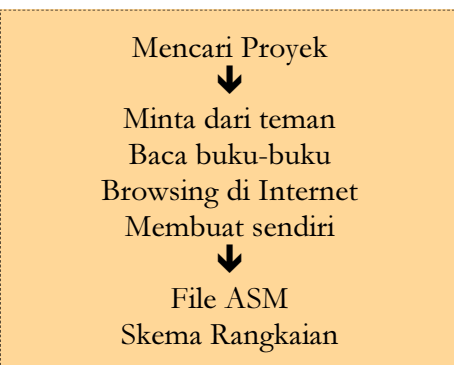 Mencari Proyek
🡻
Minta dari teman
Baca buku-buku
Browsing di Internet
Membuat sendiri
🡻
File ASM
Skema Rangkaian